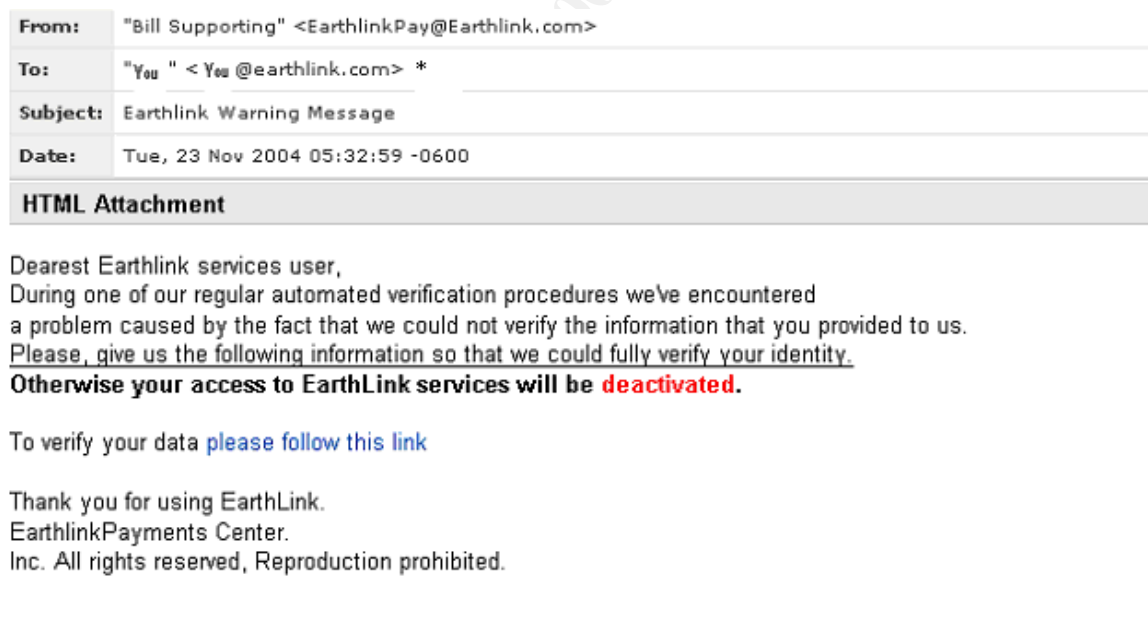 From: "Bill Supporting" <EarthlinkPay@Earthlink.com>
To: "You " < You @earthlink.com> *
Subject: Earthlink Warning Message
Date: Tue, 23 Nov 2004 05:32:59 -0600
HTML Attachment
Dearest Earthlink services user,
During one of our regular automated verification procedures we've encountered
a problem caused by the fact that we could not verify the information that you provided to us.
Please, give us the following information so that we could fully verify your identity.
Otherwise your access to EarthLink services will be deactivated.
To verify your data please follow this link
Thank you for using EarthLink.
EarthlinkPayments Center.
Inc. All rights reserved, Reproduction prohibited.